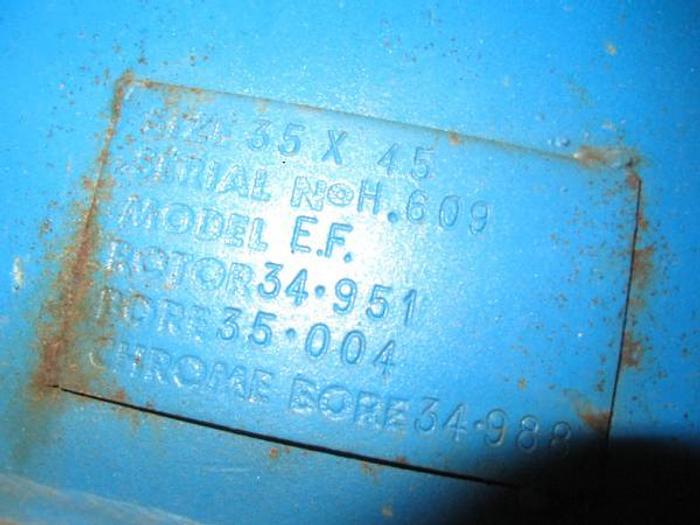 SIZE 35 X 45
SERIAL No H.609
MODEL E.F.
ROTOR 34·951
BORE 35·004
CHROME BORE 34·988